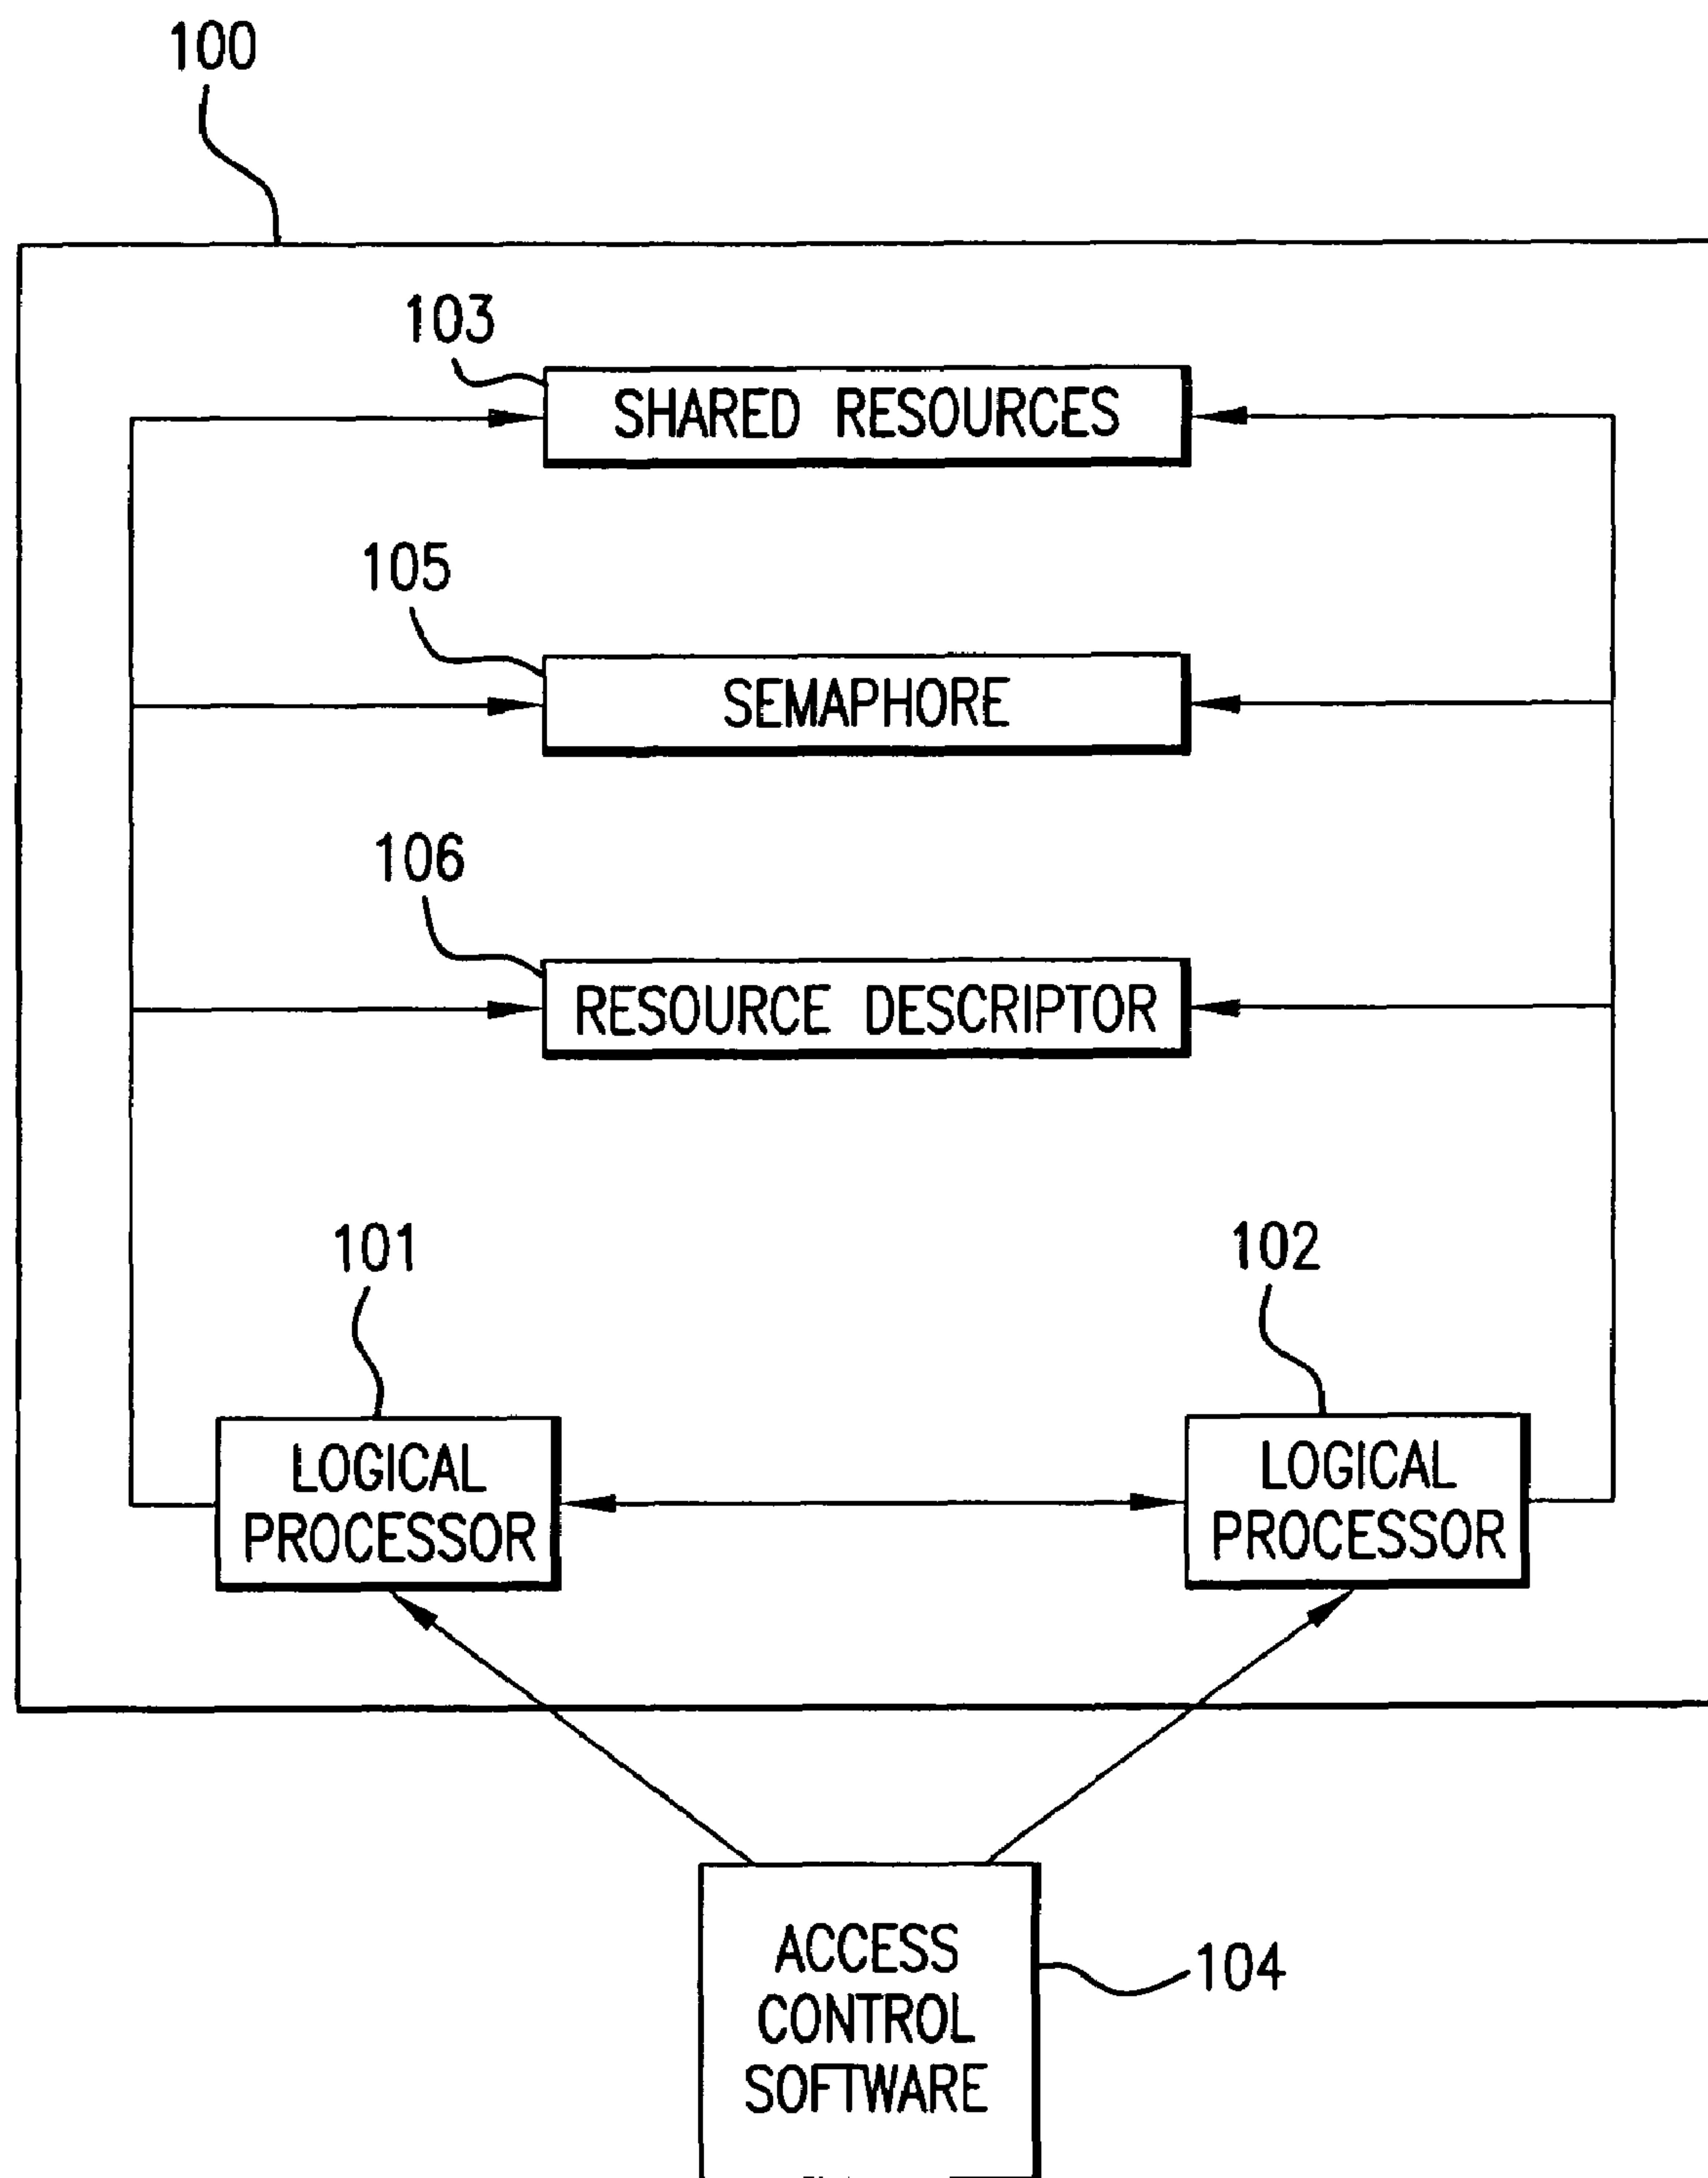 100
103
SHARED RESOURCES
105
SEMAPHORE
106
RESOURCE DESCRIPTOR
101
102
LOGICAL
PROCESSOR
LOGICAL
PROCESSOR
ACCESS
CONTROL
SOFTWARE
104